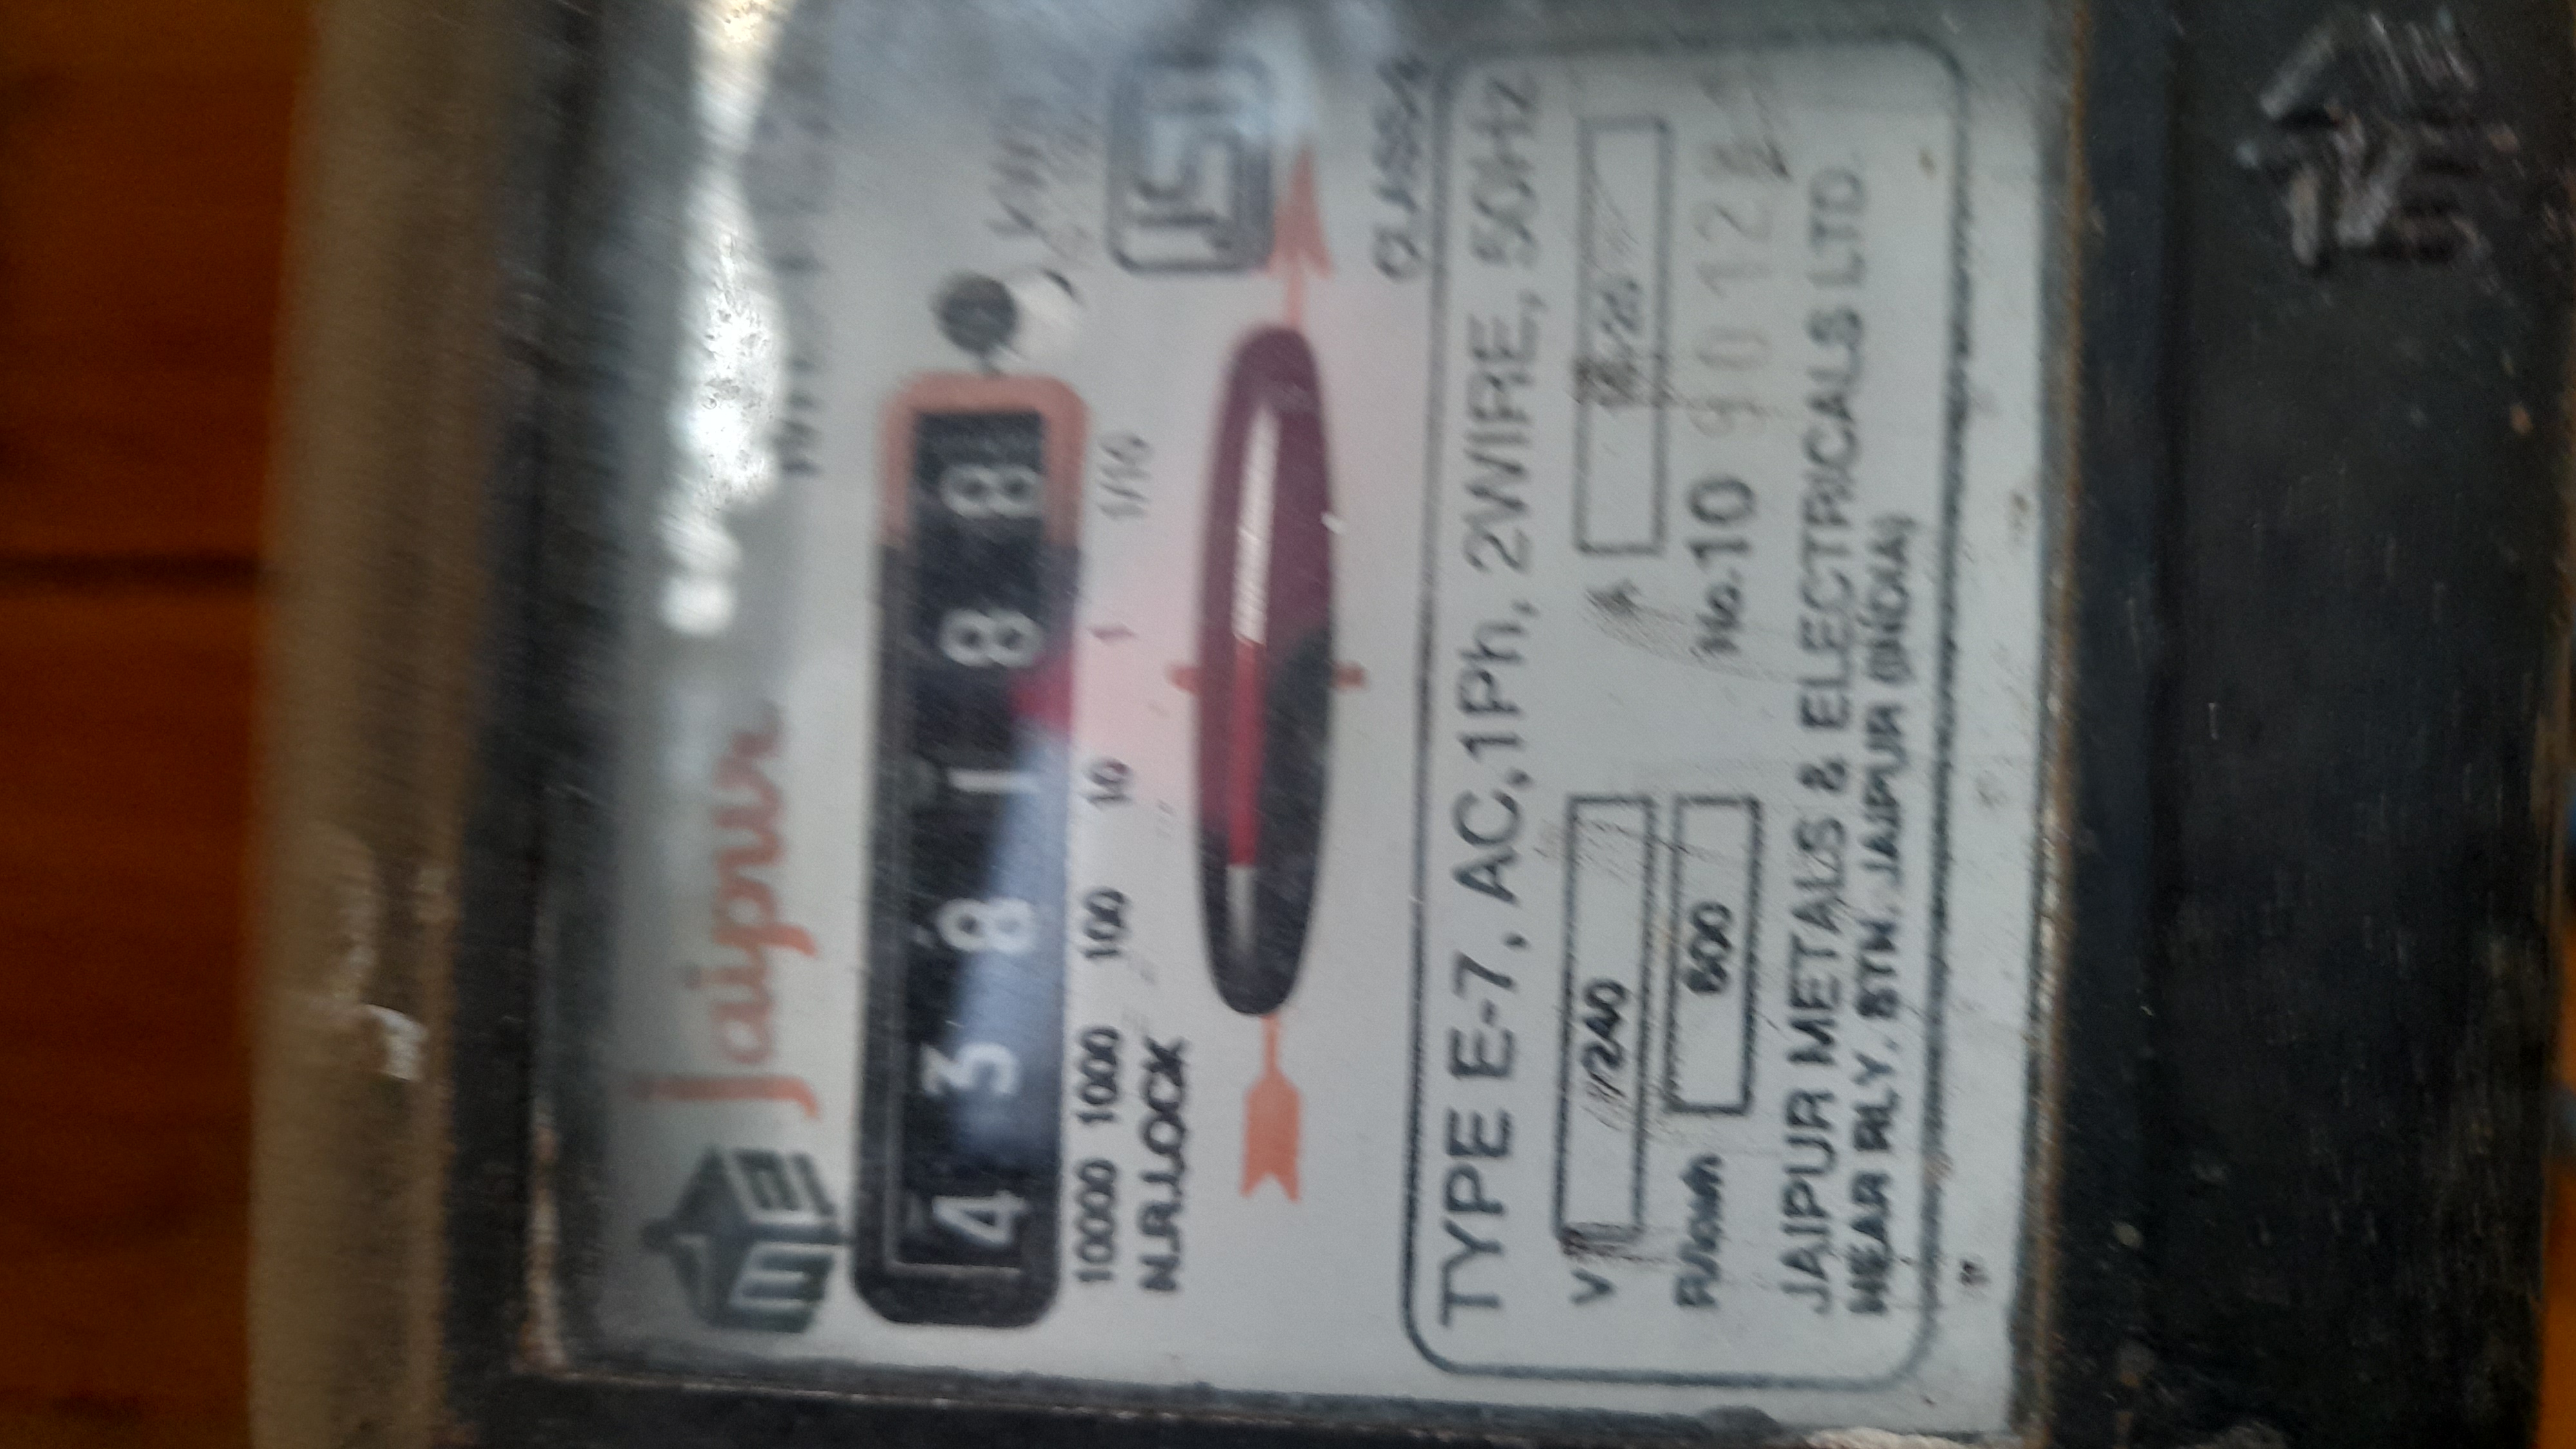 Jaipur
4 3 8 1 8 8
10000 1000 100 10 1 1/10
N.R.LOCK
ISI
CLASS
TYPE E-7, AC, 1Ph, 2WIRE, 50HZ
V 240 A
Rev/kwh 600 No. 10
JAIPUR METALS & ELECTRICALS LTD.
NEAR RLY. STN. JAIPUR (INDIA)